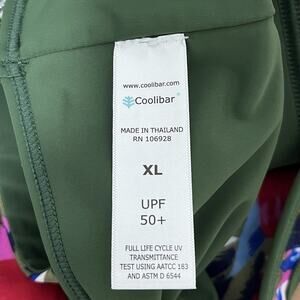 www.coolibar.com
Coolibar
MADE IN THAILAND
RN 106928
XL
UPF
50+
FULL LIFE CYCLE UV
TRANSMITTANCE
TEST USING AATCC 183
AND ASTM D 6544